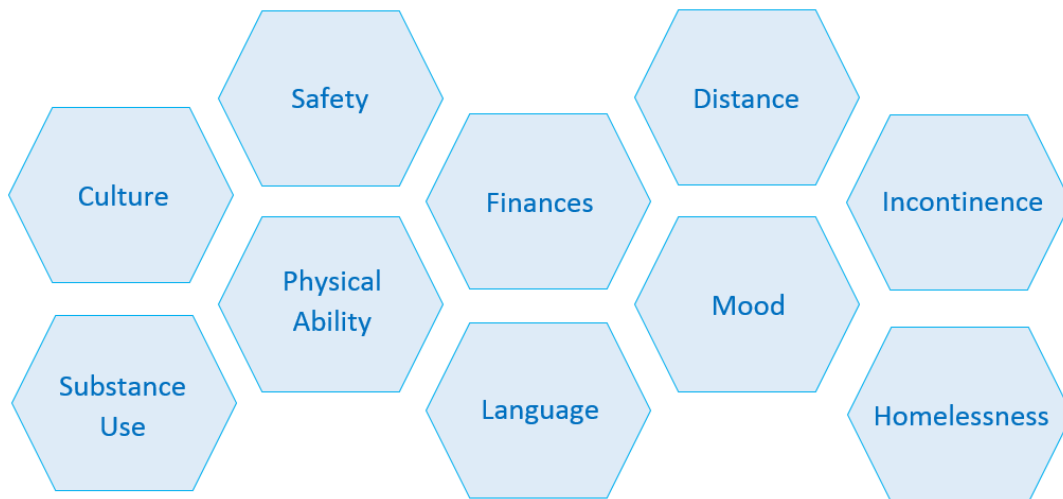 Safety
Distance
Culture
Finances
Incontinence
Physical
Ability
Mood
Substance
Use
Language
Homelessness